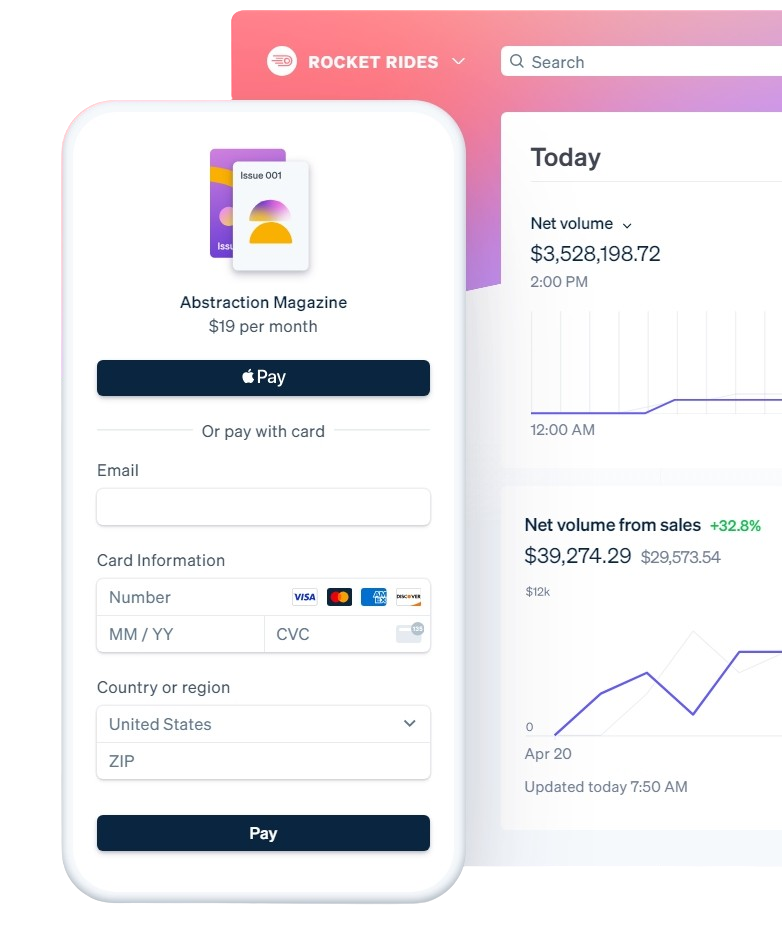 ROCKET RIDES
Search
Issue 001
Issu
Abstraction Magazine
$19 per month
Pay
Or pay with card
Email
Card Information
Number
VISA
AM
EX
DISCOVER
MM / YY
CVC
135
Country or region
United States
ZIP
Pay
Today
Net volume
$3,528,198.72
2:00 PM
12:00 AM
Net volume from sales +32.8%
$39,274.29 $29,573.54
$12k
0
Apr 20
Updated today 7:50 AM